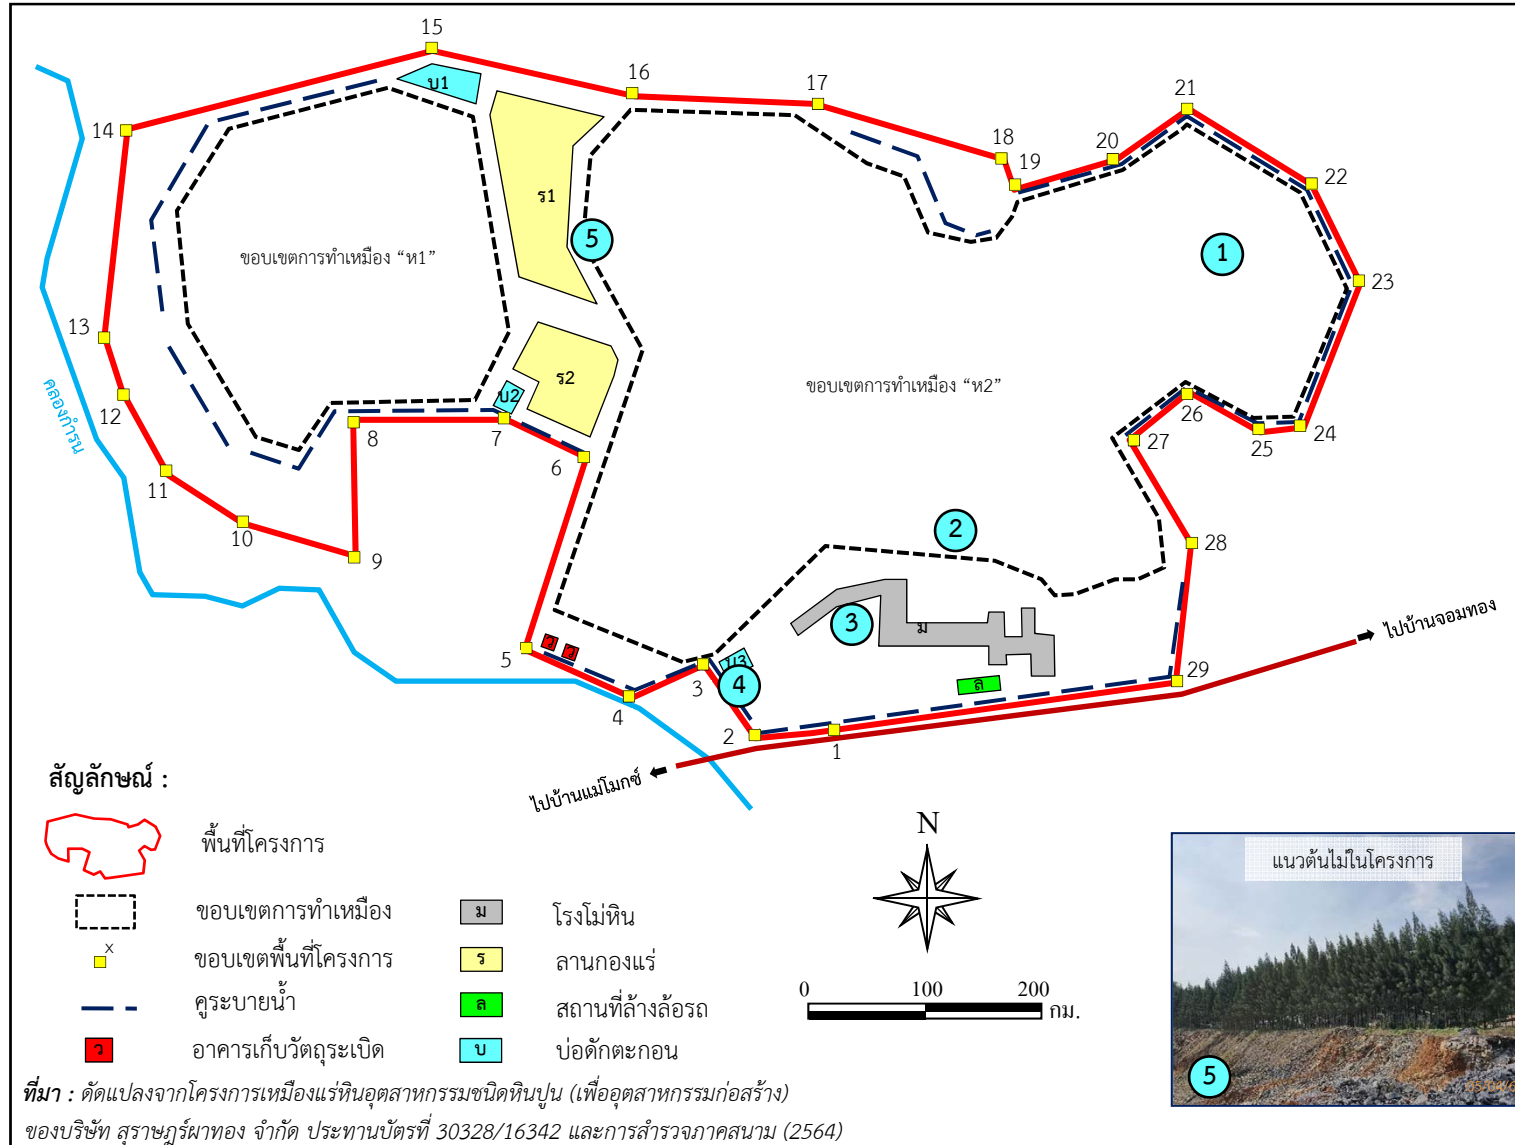 15
16
17
21
14
18
20
19
22
23
บ1
ร1
5
1
ขอบเขตการทำเหมือง “ห1”
ขอบเขตการทำเหมือง “ห2”
13
12
คลองกำรน
11
10
9
8
7
6
บ2
ร2
26
27
25
24
28
2
3
ม
ล
29
ไปบ้านจอมทอง
ว
ว
5
4
3
บ3
4
2
1
ไปบ้านแม่โมกซ์
สัญลักษณ์ :
พื้นที่โครงการ
ขอบเขตการทำเหมือง
x
ขอบเขตพื้นที่โครงการ
คูระบายน้ำ
ว อาคารเก็บวัตถุระเบิด
ม โรงโม่หิน
ร ลานกองแร่
ล สถานที่ล้างล้อรถ
บ บ่อดักตะกอน
N
0 100 200
กม.
แนวต้นไม้ในโครงการ
5
ที่มา : ดัดแปลงจากโครงการเหมืองแร่หินอุตสาหกรรมชนิดหินปูน (เพื่ออุตสาหกรรมก่อสร้าง)
ของบริษัท สุราษฎร์ผาทอง จำกัด ประทานบัตรที่ 30328/16342 และการสำรวจภาคสนาม (2564)